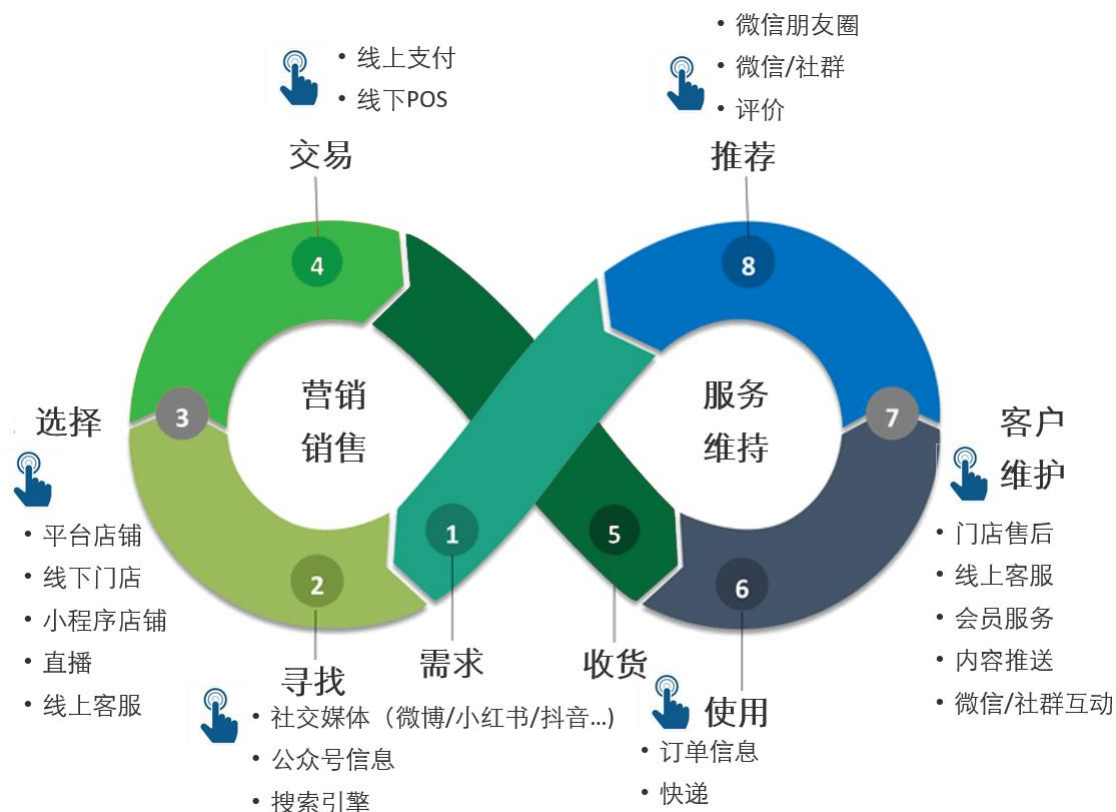 • 线上支付
• 线下POS
交易
4
• 微信朋友圈
• 微信/社群
• 评价
推荐
8
营销
销售
服务
维持
选择
3
• 平台店铺
• 线下门店
• 小程序店铺
• 直播
• 线上客服
7
客户
维护
• 门店售后
• 线上客服
• 会员服务
• 内容推送
• 微信/社群互动
1
需求
2
寻找
• 社交媒体（微博/小红书/抖音...)
• 公众号信息
• 搜索引擎
5
收货
6
使用
• 订单信息
• 快递